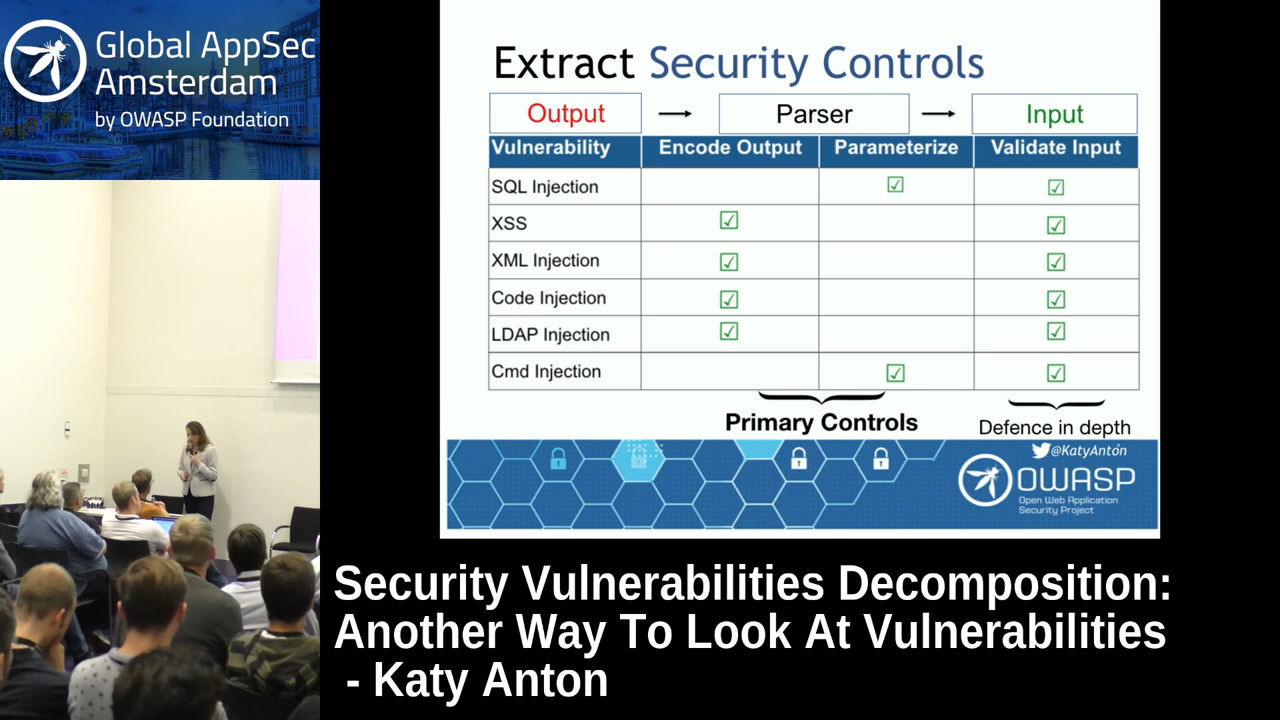 Global AppSec
Amsterdam
by OWASP Foundation
Extract Security Controls
Output → Parser → Input
Vulnerability Encode Output Parameterize Validate Input
SQL Injection ☑ ☑
XSS ☑ ☑
XML Injection ☑ ☑
Code Injection ☑ ☑
LDAP Injection ☑ ☑
Cmd Injection ☑ ☑
Primary Controls
Defence in depth
@KatyAnton
OWASP
Open Web Application
Security Project
Security Vulnerabilities Decomposition:
Another Way To Look At Vulnerabilities
- Katy Anton